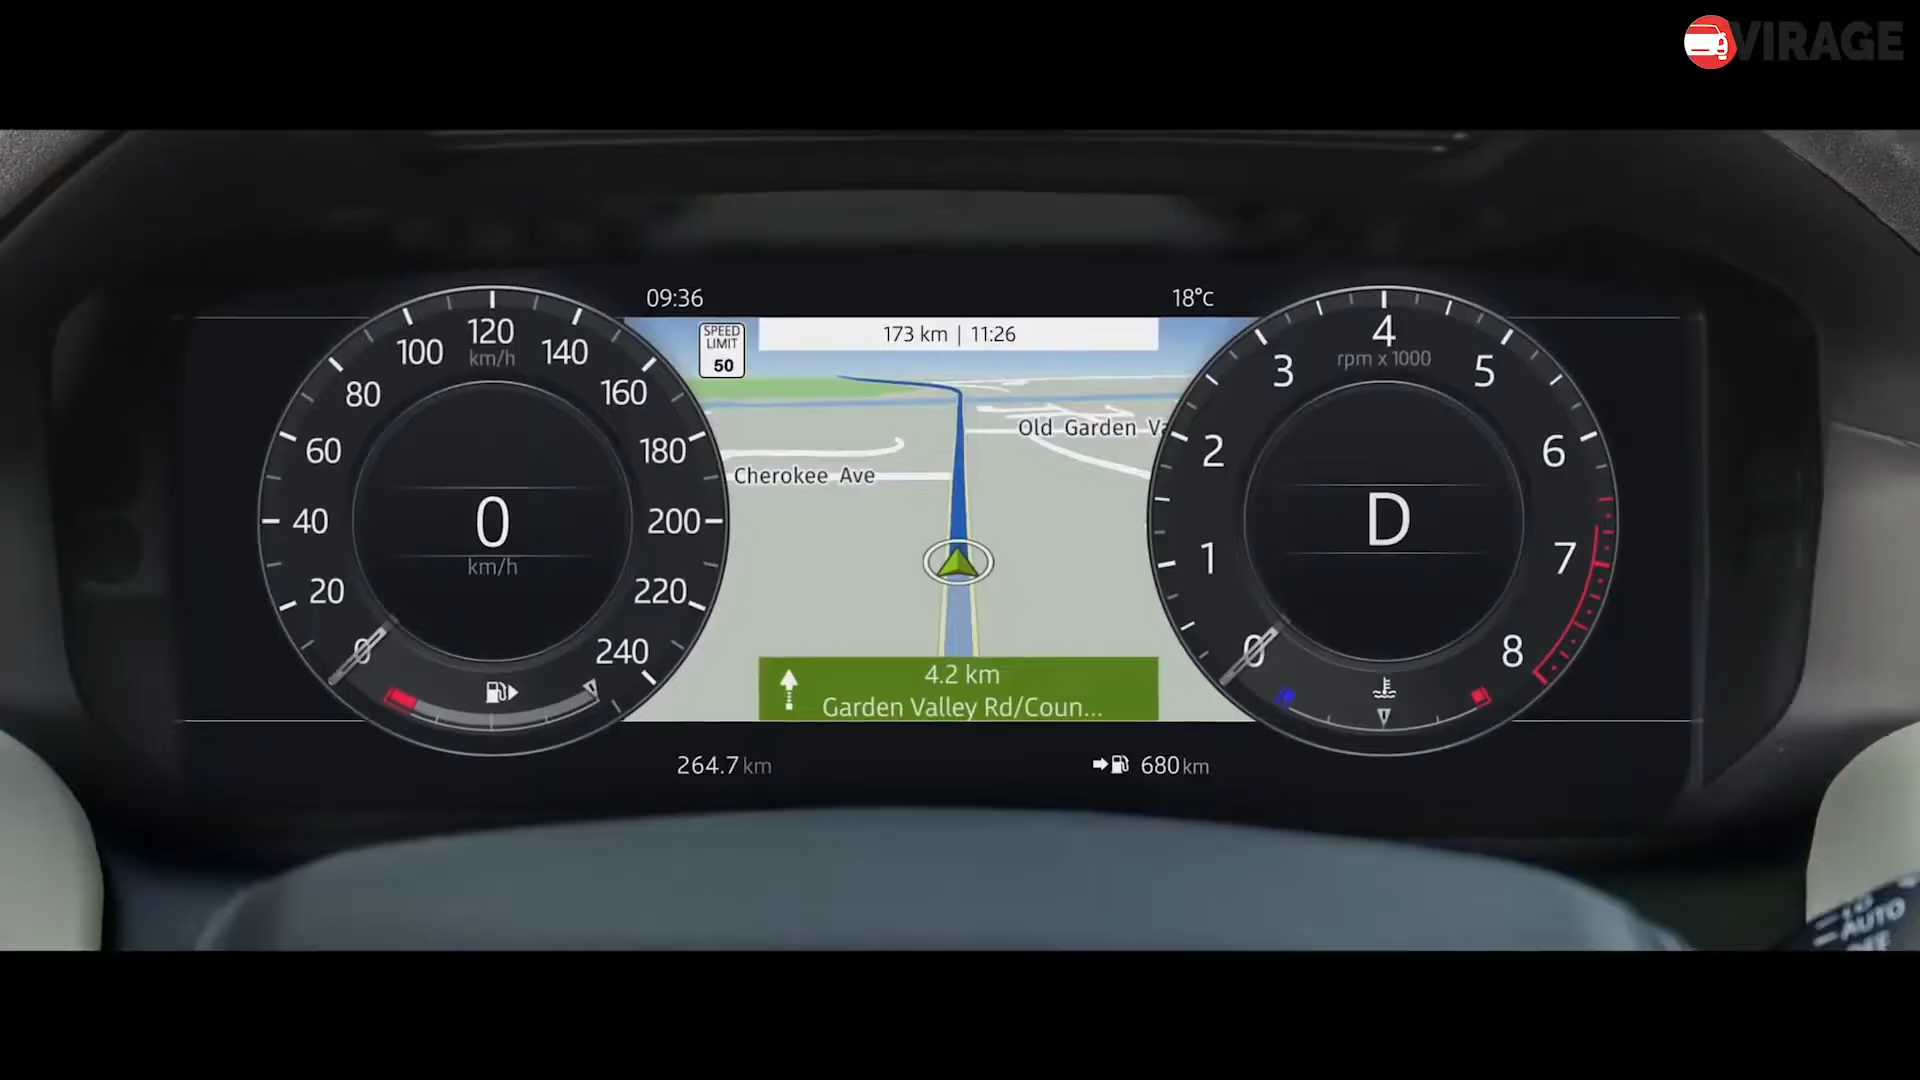 VIRAGE
09:36
18°C
SPEED
LIMIT
50
173 km | 11:26
Old Garden Va
Cherokee Ave
0
20
40
60
80
100
120
km/h
140
160
180
200
220
240
0
km/h
0
1
2
3
4
rpm x 1000
5
6
7
8
D
4.2 km
Garden Valley Rd/Coun...
264.7 km
680 km
AUTO